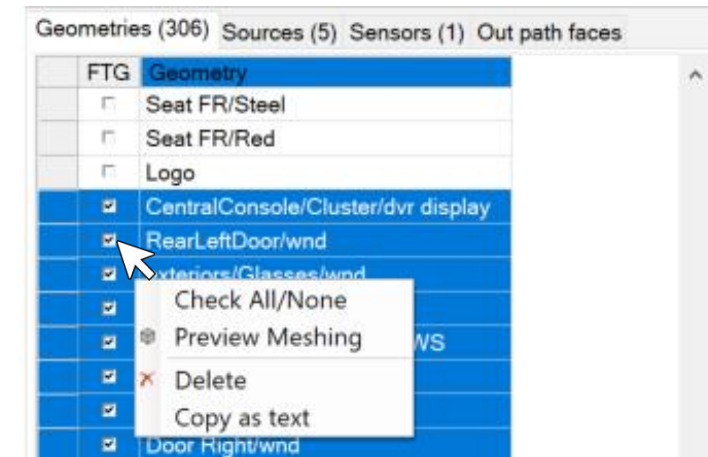 Geometries (306) Sources (5) Sensors (1) Out path faces
FTG Geometry
Seat FR/Steel
Seat FR/Red
Logo
CentralConsole/Cluster/dvr display
RearLeftDoor/wnd
exteriors/Glasses/wnd
Check All/None
Preview Meshing
WS
Delete
Copy as text
Door Right/wnd